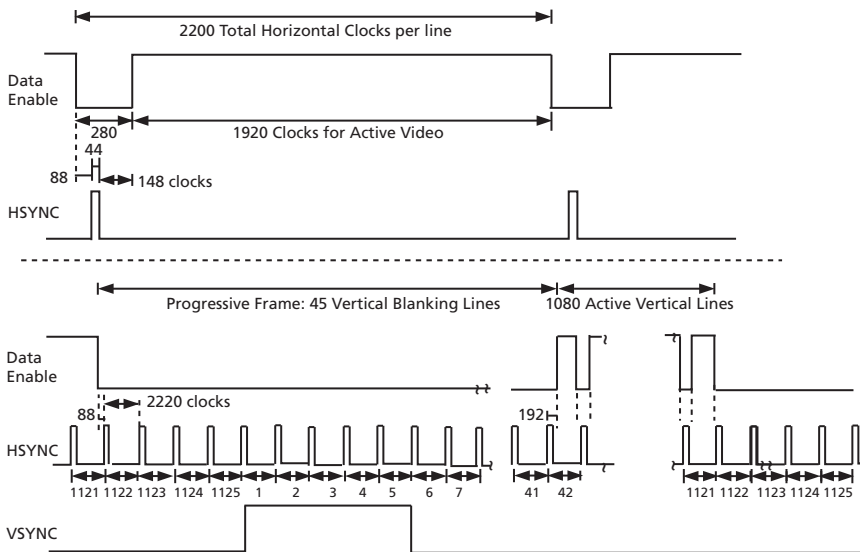 2200 Total Horizontal Clocks per line
Data
Enable
280
1920 Clocks for Active Video
44
88
148 clocks
HSYNC
Progressive Frame: 45 Vertical Blanking Lines
1080 Active Vertical Lines
Data
Enable
88
2220 clocks
192
HSYNC
1121 1122 1123 1124 1125 1 2 3 4 5 6 7 41 42 1121 1122 1123 1124 1125
VSYNC